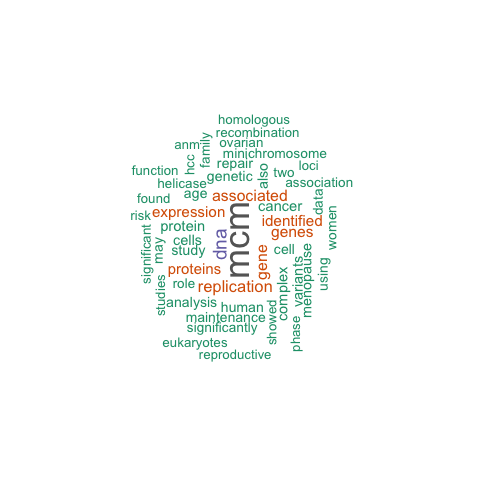 homologous
recombination
anm
family
ovarian
minichromosome
hcc
repair
also
two
loci
function
genetic
helicase
age
associated
association
found
data
risk
expression
mcm
cancer
identified
women
protein
genes
significant
may
cells
dna
study
gene
cell
proteins
menopause
variants
using
studies
role
replication
complex
analysis
human
maintenance
showed
phase
significantly
eukaryotes
reproductive